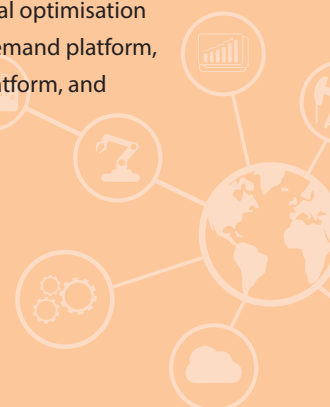 al optimisation
emand platform,
tform, and